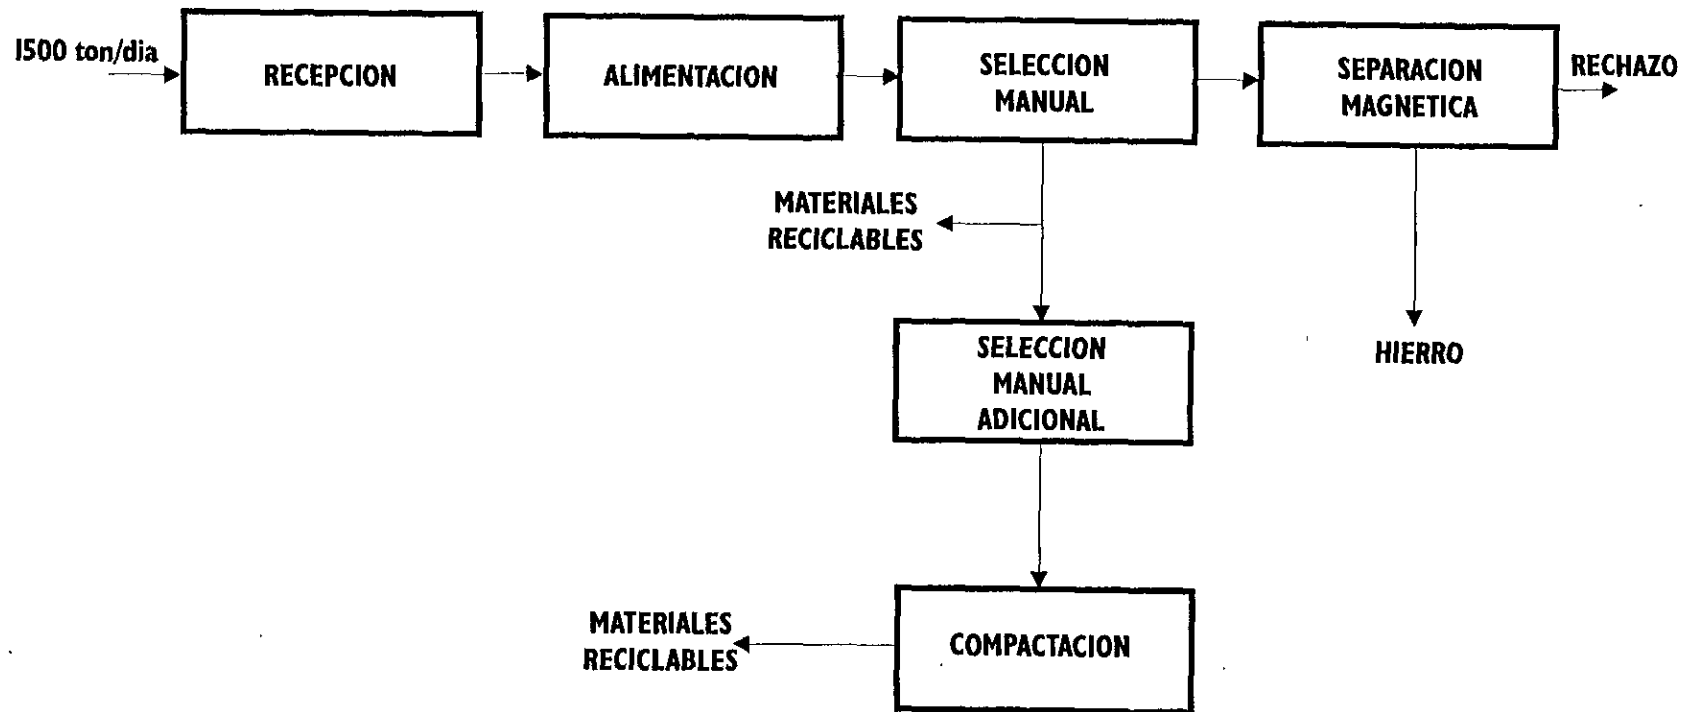 1500 ton/dia
RECEPCION
ALIMENTACION
SELECCION
MANUAL
SEPARACION
MAGNETICA
RECHAZO
MATERIALES
RECICLABLES
SELECCION
MANUAL
ADICIONAL
HIERRO
MATERIALES
RECICLABLES
COMPACTACION